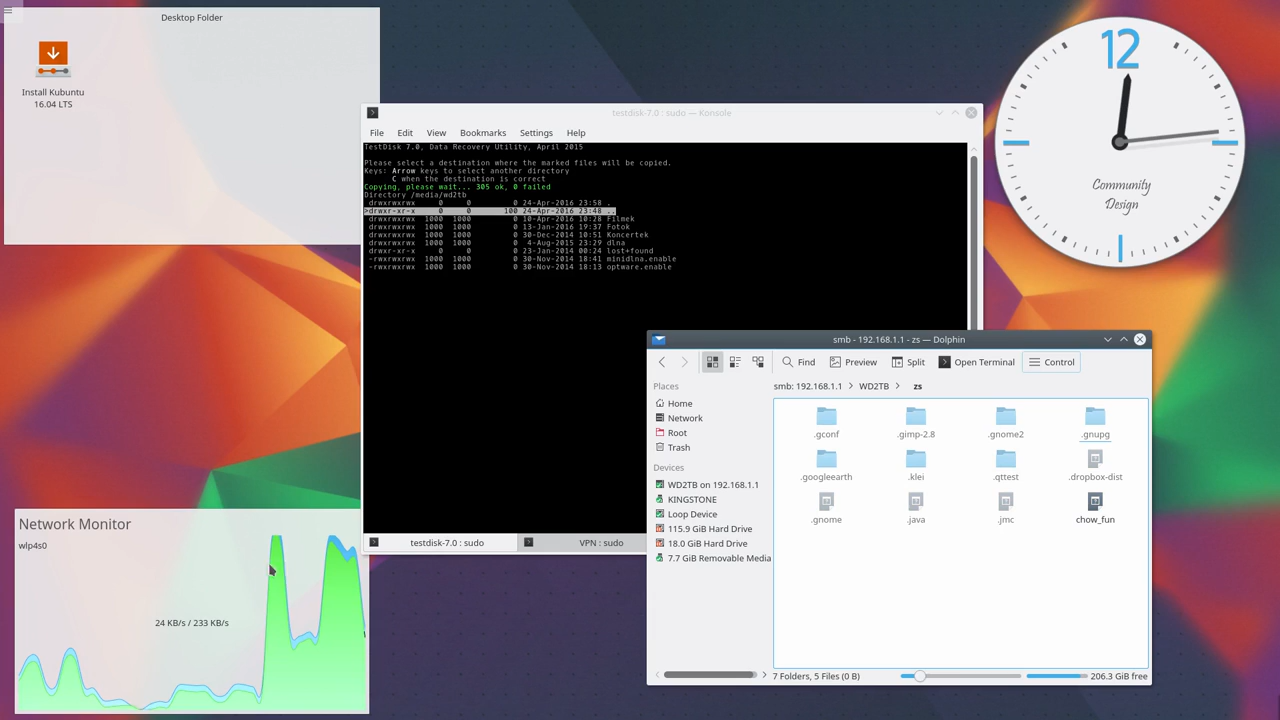 Desktop Folder
Install Kubuntu
16.04 LTS
12
Community
Design
testdisk-7.0 : sudo — Konsole
File Edit View Bookmarks Settings Help
TestDisk 7.0, Data Recovery Utility, April 2015
Please select a destination where the marked files will be copied.
Keys: Arrow keys to select another directory
C when the destination is correct
Copying, please wait... 305 ok, 0 failed
Directory /media/wd2tb
drwxrwxrwx 0 0 0 24-Apr-2016 23:58 .
>drwxr-xr-x 0 0 100 24-Apr-2016 23:48 ..
drwxrwxrwx 1000 1000 0 10-Apr-2016 10:28 Filmek
drwxrwxrwx 1000 1000 0 13-Jan-2016 19:37 Fotok
drwxrwxrwx 1000 1000 0 30-Dec-2014 10:51 Koncertek
drwxrwxrwx 1000 1000 0 4-Aug-2015 23:29 dlna
drwxr-xr-x 0 0 0 23-Jan-2014 00:24 lost+found
-rwxrwxrwx 1000 1000 0 30-Nov-2014 18:41 minidlna.enable
-rwxrwxrwx 1000 1000 0 30-Nov-2014 18:13 optware.enable
testdisk-7.0 : sudo VPN : sudo
smb - 192.168.1.1 - zs — Dolphin
Find Preview Split Open Terminal Control
smb: 192.168.1.1 > WD2TB > zs
Places
Home
Network
Root
Trash
Devices
WD2TB on 192.168.1.1
KINGSTONE
Loop Device
115.9 GiB Hard Drive
18.0 GiB Hard Drive
7.7 GiB Removable Media
.gconf .gimp-2.8 .gnome2 .gnupg
.googleearth .klei .qttest .dropbox-dist
.gnome .java .jmc chow_fun
7 Folders, 5 Files (0 B) 206.3 GiB free
Network Monitor
wlp4s0
24 KB/s / 233 KB/s